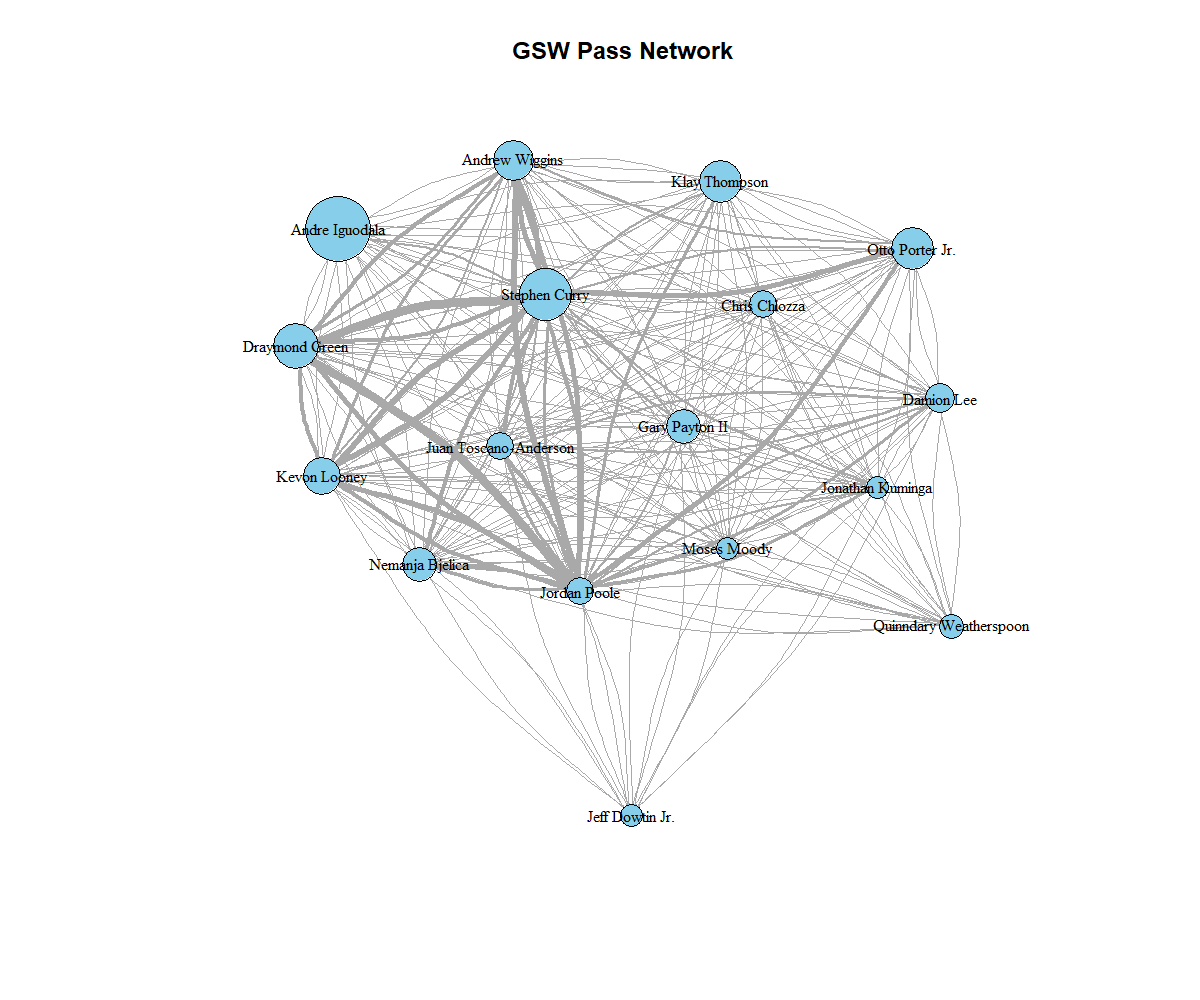 GSW Pass Network
Andrew Wiggins
Klay Thompson
Andre Iguodala
Otto Porter Jr.
Stephen Curry
Chris Chiozza
Draymond Green
Damion Lee
Gary Payton II
Juan Toscano-Anderson
Kevon Looney
Jonathan Kuminga
Moses Moody
Nemanja Bjelica
Jordan Poole
Quinndary Weatherspoon
Jeff Dowtin Jr.